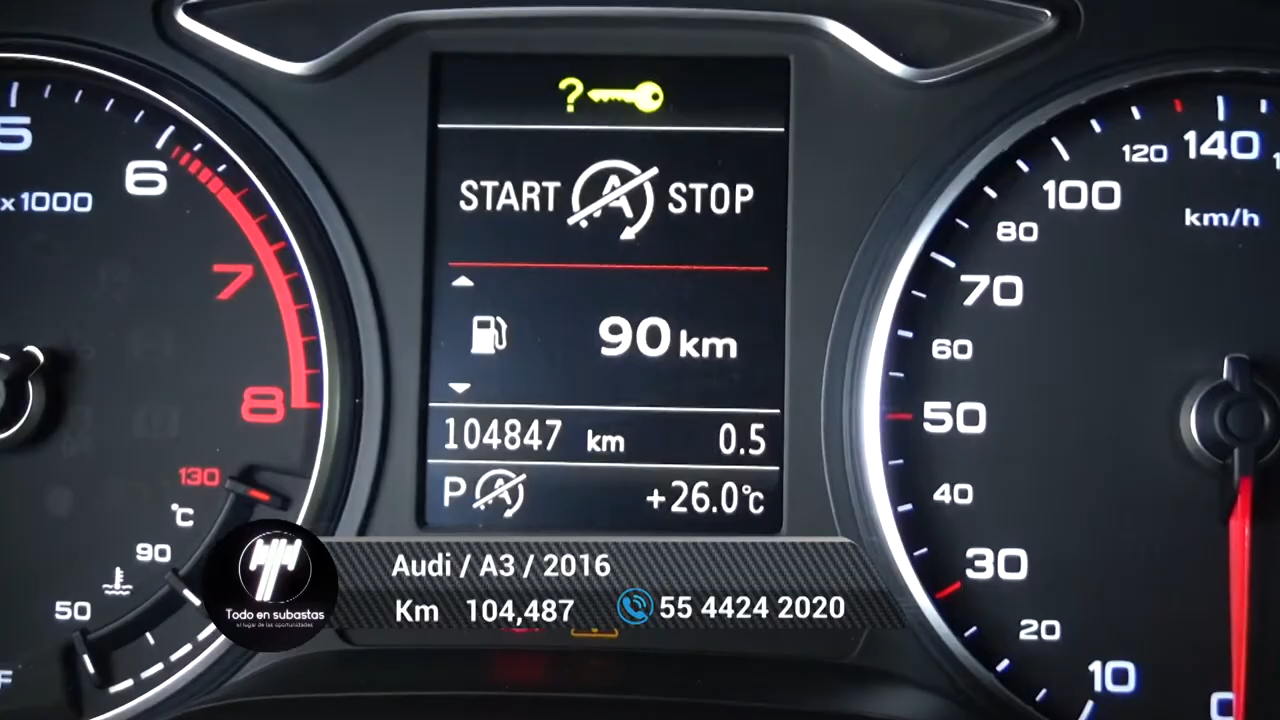 ?
START A STOP
90 km
104847 km 0.5
P A +26.0°C
5
6
7
8
x 1000
130
°C
90
50
140
120
100
80
70
60
50
40
30
20
10
0
km/h
Audi / A3 / 2016
Km 104,487 55 4424 2020
Todo en subastas
el lugar de las oportunidades